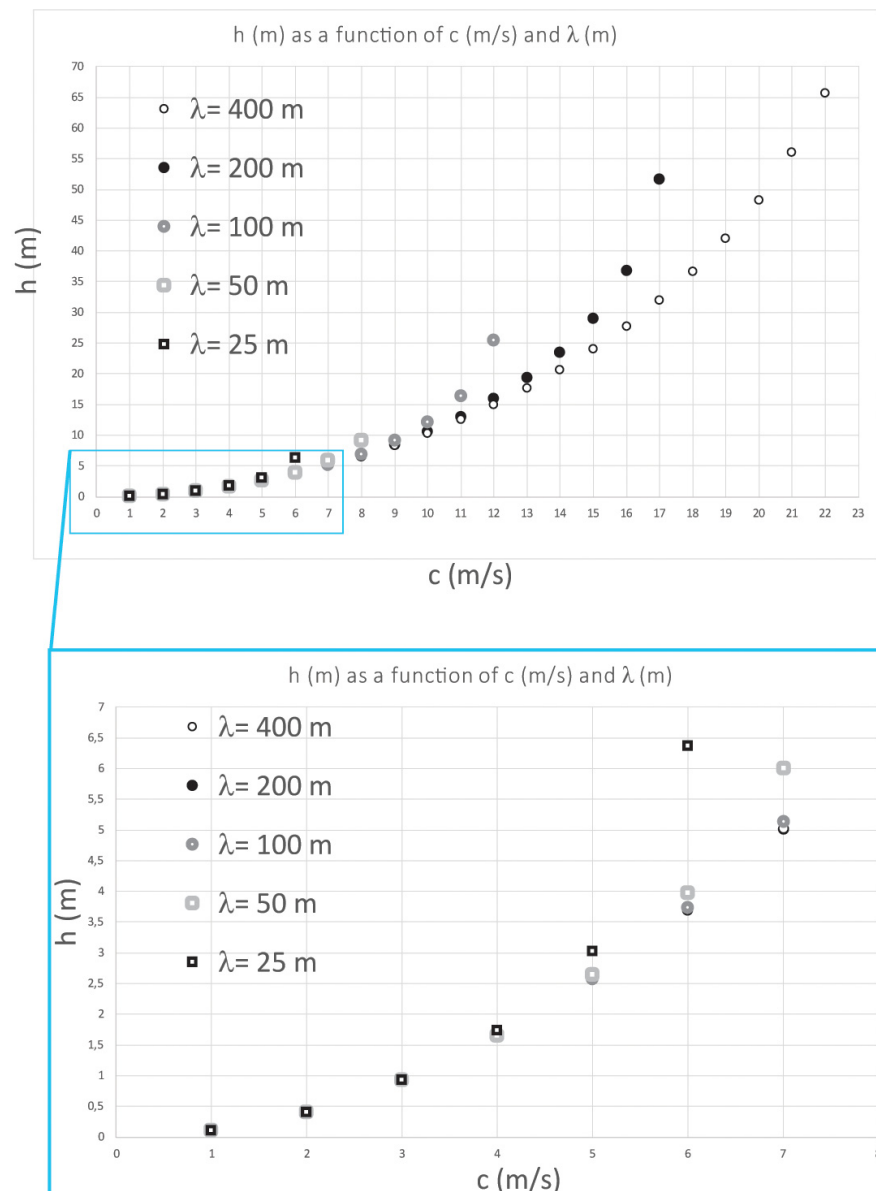 h (m) as a function of c (m/s) and λ (m)
70
65
60
55
50
45
40
35
30
25
20
15
10
5
0
h (m)
λ= 400 m
λ= 200 m
λ= 100 m
λ= 50 m
λ= 25 m
0 1 2 3 4 5 6 7 8 9 10 11 12 13 14 15 16 17 18 19 20 21 22 23
c (m/s)
h (m) as a function of c (m/s) and λ (m)
7
6,5
6
5,5
5
4,5
4
3,5
3
2,5
2
1,5
1
0,5
0
h (m)
λ= 400 m
λ= 200 m
λ= 100 m
λ= 50 m
λ= 25 m
0 1 2 3 4 5 6 7 8
c (m/s)